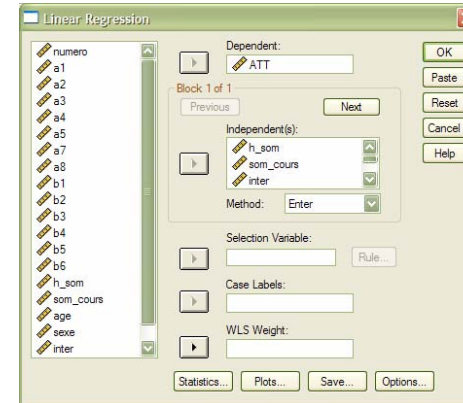 Linear Regression
numero
a1
a2
a3
a4
a5
a7
a8
b1
b2
b3
b4
b5
b6
h_som
som_cours
age
sexe
inter
Dependent:
ATT
Block 1 of 1
Previous
Next
Independent(s):
h_som
som_cours
inter
Method:
Enter
Selection Variable:
Rule...
Case Labels:
WLS Weight:
Statistics...
Plots...
Save...
Options...
OK
Paste
Reset
Cancel
Help